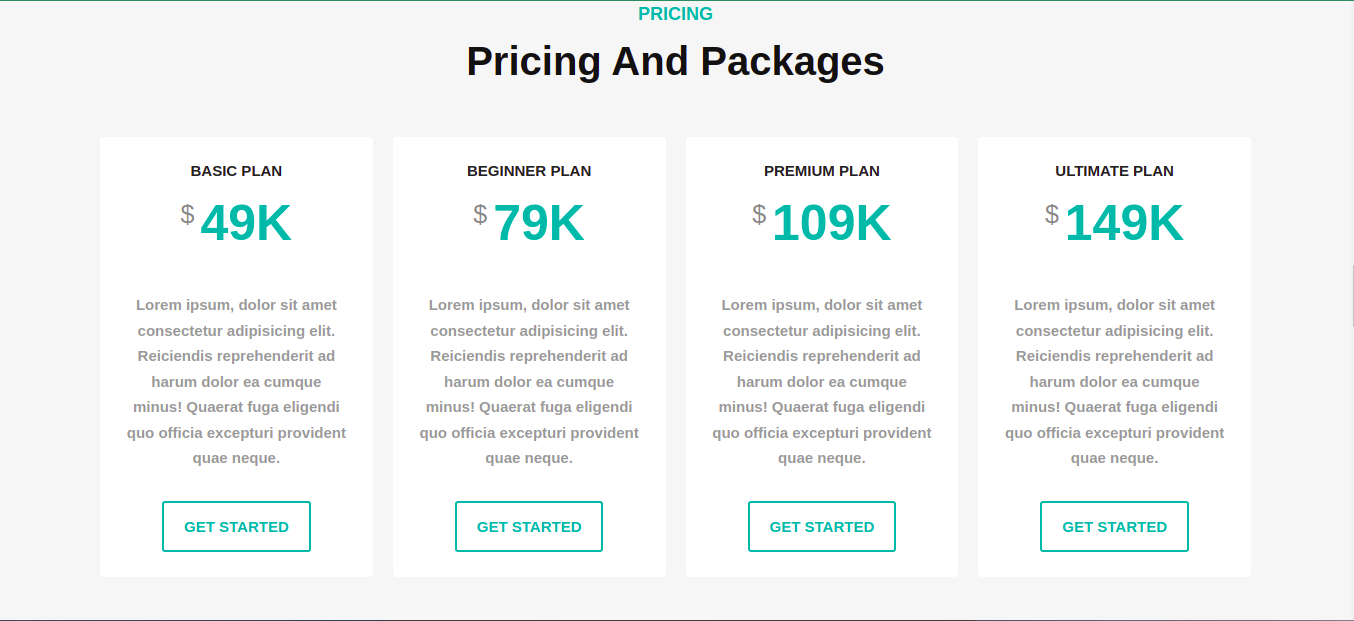 PRICING
Pricing And Packages
BASIC PLAN
$ 49K
Lorem ipsum, dolor sit amet
consectetur adipisicing elit.
Reiciendis reprehenderit ad
harum dolor ea cumque
minus! Quaerat fuga eligendi
quo officia excepturi provident
quae neque.
GET STARTED
BEGINNER PLAN
$ 79K
Lorem ipsum, dolor sit amet
consectetur adipisicing elit.
Reiciendis reprehenderit ad
harum dolor ea cumque
minus! Quaerat fuga eligendi
quo officia excepturi provident
quae neque.
GET STARTED
PREMIUM PLAN
$ 109K
Lorem ipsum, dolor sit amet
consectetur adipisicing elit.
Reiciendis reprehenderit ad
harum dolor ea cumque
minus! Quaerat fuga eligendi
quo officia excepturi provident
quae neque.
GET STARTED
ULTIMATE PLAN
$ 149K
Lorem ipsum, dolor sit amet
consectetur adipisicing elit.
Reiciendis reprehenderit ad
harum dolor ea cumque
minus! Quaerat fuga eligendi
quo officia excepturi provident
quae neque.
GET STARTED